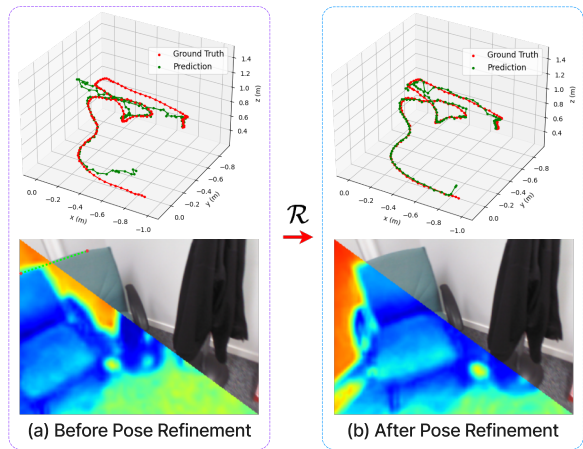 Ground Truth
Prediction
1.4
1.2
1.0
0.8
0.6
0.4
z (m)
0.0
−0.2
−0.4
−0.6
−0.8
−1.0
x (m)
0.0
−0.2
−0.4
−0.6
−0.8
y (m)
R
Ground Truth
Prediction
1.4
1.2
1.0
0.8
0.6
0.4
z (m)
0.0
−0.2
−0.4
−0.6
−0.8
−1.0
x (m)
0.0
−0.2
−0.4
−0.6
−0.8
y (m)
(a) Before Pose Refinement
(b) After Pose Refinement